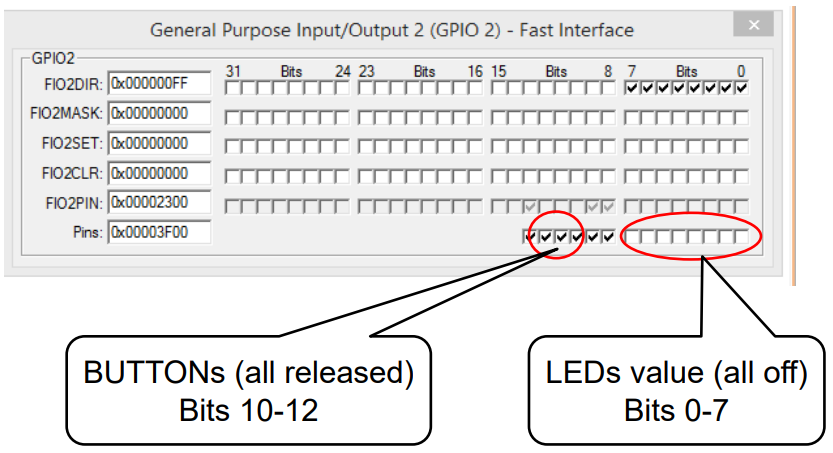 General Purpose Input/Output 2 (GPIO 2) - Fast Interface
GPIO2
31 Bits 24 23 Bits 16 15 Bits 8 7 Bits 0
FIO2DIR: 0x000000FF
FIO2MASK: 0x00000000
FIO2SET: 0x00000000
FIO2CLR: 0x00000000
FIO2PIN: 0x00002300
Pins: 0x00003F00
BUTTONs (all released)
Bits 10-12
LEDs value (all off)
Bits 0-7